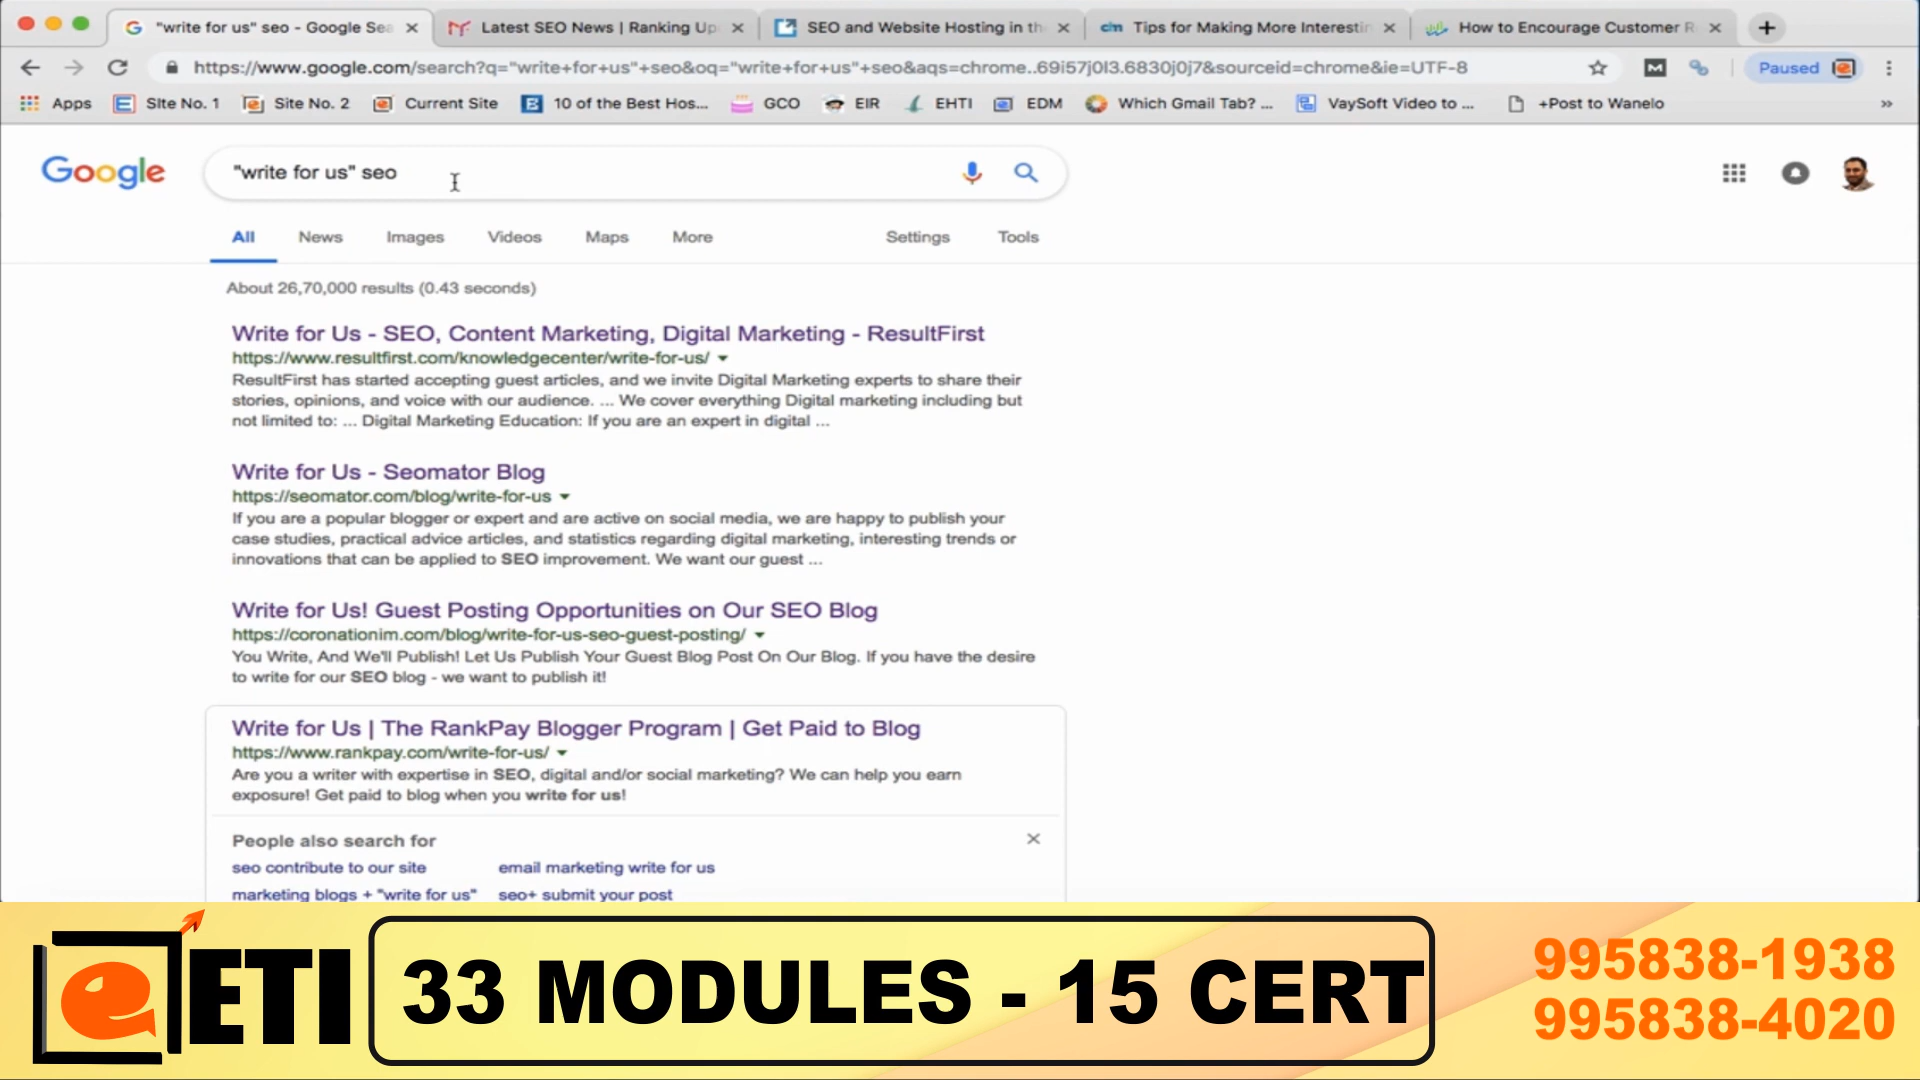 "write for us" seo - Google Sea
Latest SEO News | Ranking Up
SEO and Website Hosting in th
Tips for Making More Interestin
How to Encourage Customer R
https://www.google.com/search?q="write+for+us"+seo&oq="write+for+us"+seo&aqs=chrome..69i57j0l3.6830j0j7&sourceid=chrome&ie=UTF-8
Paused
Apps
SIte No. 1
Site No. 2
Current Site
10 of the Best Hos...
GCO
EIR
EHTI
EDM
Which Gmail Tab? ...
VaySoft Video to ...
+Post to Wanelo
»
Google
"write for us" seo
All News Images Videos Maps More Settings Tools
About 26,70,000 results (0.43 seconds)
Write for Us - SEO, Content Marketing, Digital Marketing - ResultFirst
https://www.resultfirst.com/knowledgecenter/write-for-us/
ResultFirst has started accepting guest articles, and we invite Digital Marketing experts to share their
stories, opinions, and voice with our audience. ... We cover everything Digital marketing including but
not limited to: ... Digital Marketing Education: If you are an expert in digital ...
Write for Us - Seomator Blog
https://seomator.com/blog/write-for-us
If you are a popular blogger or expert and are active on social media, we are happy to publish your
case studies, practical advice articles, and statistics regarding digital marketing, interesting trends or
innovations that can be applied to SEO improvement. We want our guest ...
Write for Us! Guest Posting Opportunities on Our SEO Blog
https://coronationim.com/blog/write-for-us-seo-guest-posting/
You Write, And We'll Publish! Let Us Publish Your Guest Blog Post On Our Blog. If you have the desire
to write for our SEO blog - we want to publish it!
Write for Us | The RankPay Blogger Program | Get Paid to Blog
https://www.rankpay.com/write-for-us/
Are you a writer with expertise in SEO, digital and/or social marketing? We can help you earn
exposure! Get paid to blog when you write for us!
People also search for
seo contribute to our site
email marketing write for us
marketing blogs + "write for us"
seo+ submit your post
eETI
33 MODULES - 15 CERT
995838-1938
995838-4020